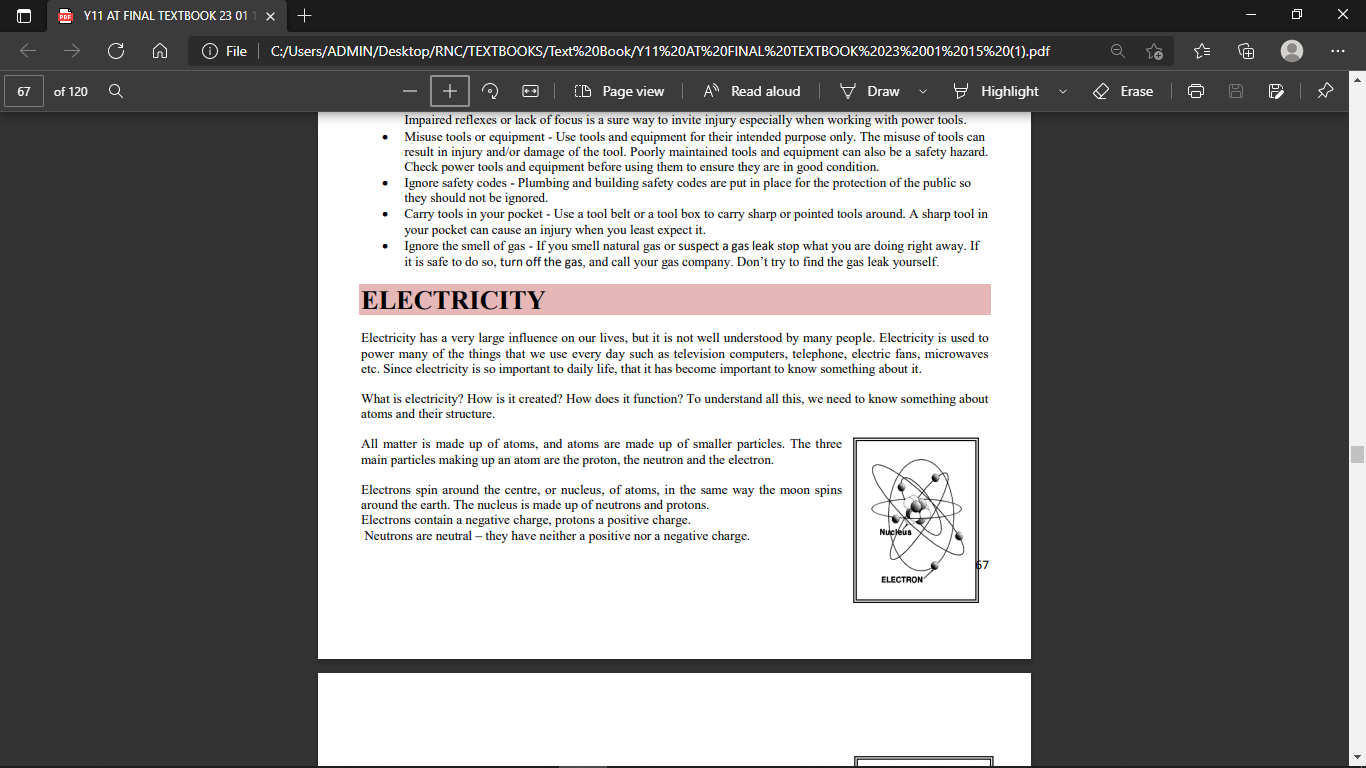 Y11 AT FINAL TEXTBOOK 23 01 1
File
C:/Users/ADMIN/Desktop/RNC/TEXTBOOKS/Text%20Book/Y11%20AT%20FINAL%20TEXTBOOK%2023%2001%2015%20(1).pdf
67 of 120
Page view
Read aloud
Draw
Highlight
Erase
Impaired reflexes or lack of focus is a sure way to invite injury especially when working with power tools.
• Misuse tools or equipment - Use tools and equipment for their intended purpose only. The misuse of tools can
result in injury and/or damage of the tool. Poorly maintained tools and equipment can also be a safety hazard.
Check power tools and equipment before using them to ensure they are in good condition.
• Ignore safety codes - Plumbing and building safety codes are put in place for the protection of the public so
they should not be ignored.
• Carry tools in your pocket - Use a tool belt or a tool box to carry sharp or pointed tools around. A sharp tool in
your pocket can cause an injury when you least expect it.
• Ignore the smell of gas - If you smell natural gas or suspect a gas leak stop what you are doing right away. If
it is safe to do so, turn off the gas, and call your gas company. Don't try to find the gas leak yourself.
ELECTRICITY
Electricity has a very large influence on our lives, but it is not well understood by many people. Electricity is used to
power many of the things that we use every day such as television computers, telephone, electric fans, microwaves
etc. Since electricity is so important to daily life, that it has become important to know something about it.
What is electricity? How is it created? How does it function? To understand all this, we need to know something about
atoms and their structure.
All matter is made up of atoms, and atoms are made up of smaller particles. The three
main particles making up an atom are the proton, the neutron and the electron.
Electrons spin around the centre, or nucleus, of atoms, in the same way the moon spins
around the earth. The nucleus is made up of neutrons and protons.
Electrons contain a negative charge, protons a positive charge.
Neutrons are neutral – they have neither a positive nor a negative charge.
Nucleus
ELECTRON
67